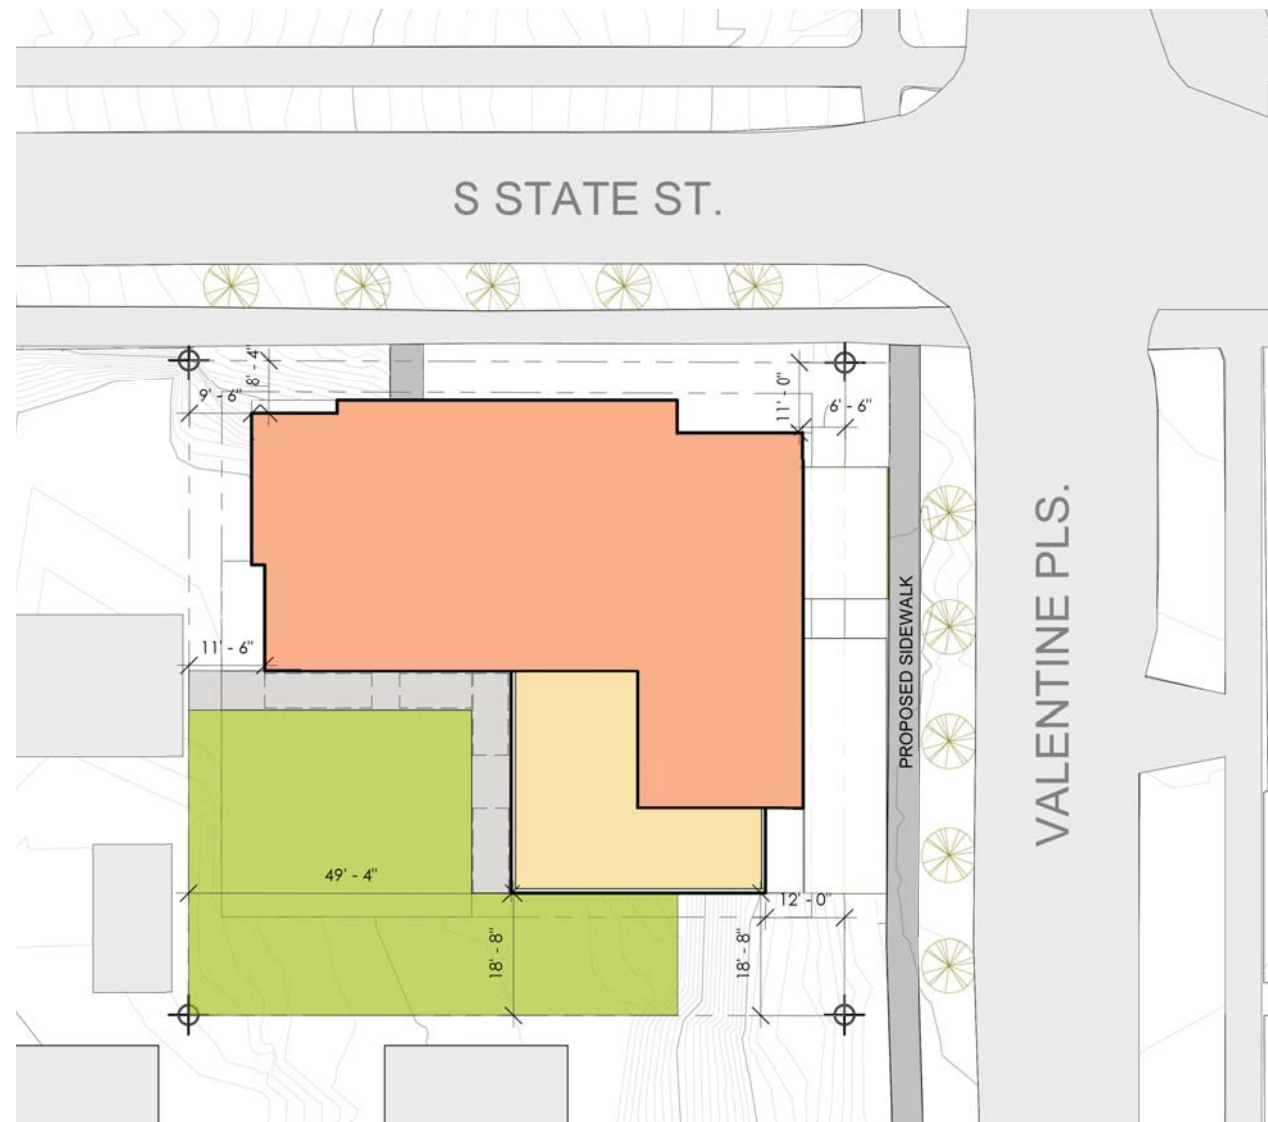 S STATE ST.
8' - 4"
9' - 6"
11' - 0"
6' - 6"
11' - 6"
PROPOSED SIDEWALK
VALENTINE PLS.
49' - 4"
12' - 0"
18' - 8"
18' - 8"